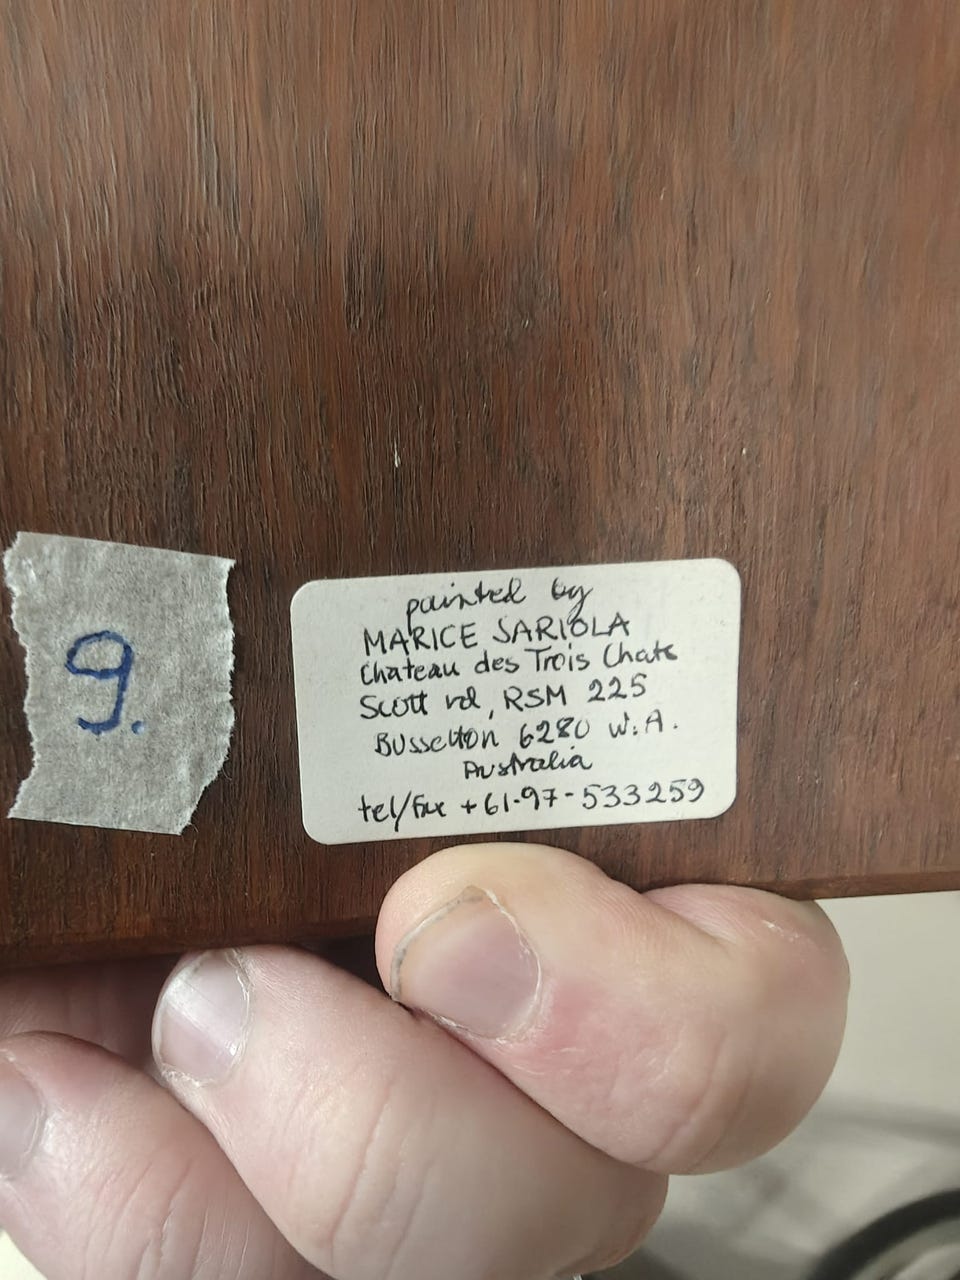 9.
painted by
MARICE SARIOLA
Chateau des Trois Chats
Scott rd, RSM 225
Busselton 6280 W.A.
Australia
tel/fax +61-97-533259